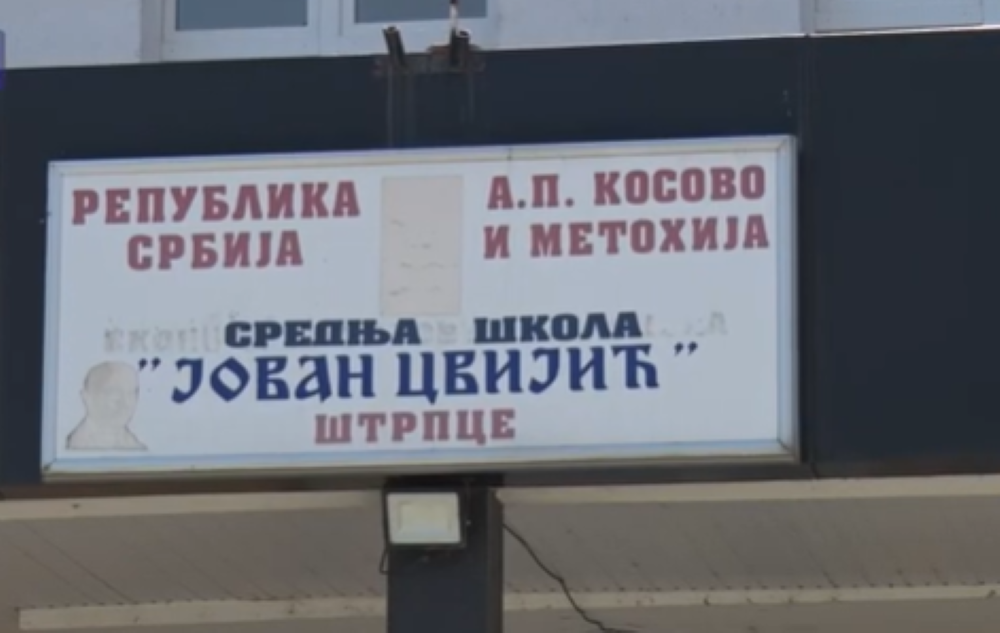 РЕПУБЛИКА
СРБИЈА
А.П. КОСОВО
И МЕТОХИЈА
СРЕДЊА ШКОЛА
"ЈОВАН ЦВИЈИЋ"
ШТРПЦЕ